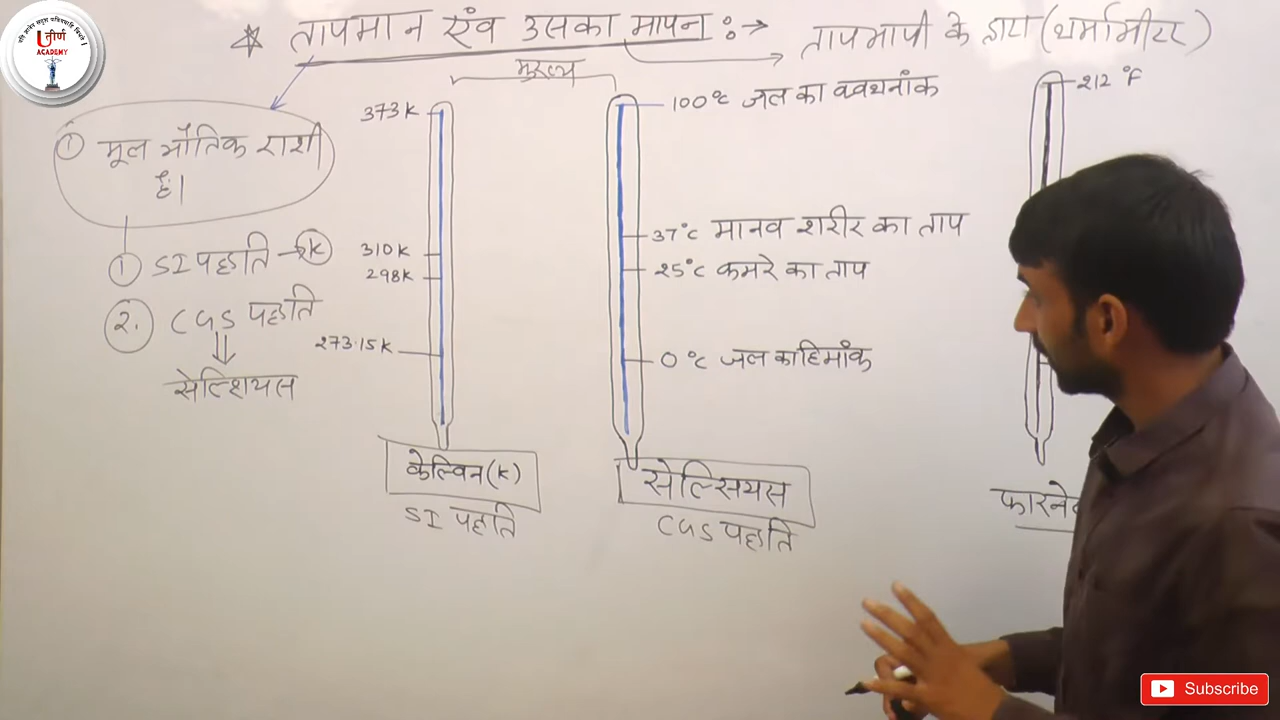 तापमान एंव उसका मापन :→ तापमापी के द्वारा (थर्मामीटर)
① मूल भौतिक राशी
है।
① SI पद्धति → K
2. CGS पद्धति
⇓
सेल्शियस
मुख्य
373 K
310 K
298 K
273.15 K
केल्विन (K)
SI पद्धति
100°C जल का क्वथनांक
37°C मानव शरीर का ताप
25°C कमरे का ताप
0°C जल का हिमांक
सेल्सियस
CGS पद्धति
212 °F
उत्तीर्ण
ACADEMY
Subscribe